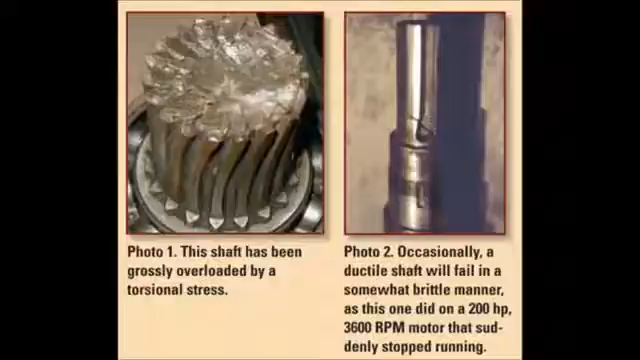 Photo 1. This shaft has been
grossly overloaded by a
torsional stress.
Photo 2. Occasionally, a
ductile shaft will fail in a
somewhat brittle manner,
as this one did on a 200 hp,
3600 RPM motor that sud-
denly stopped running.